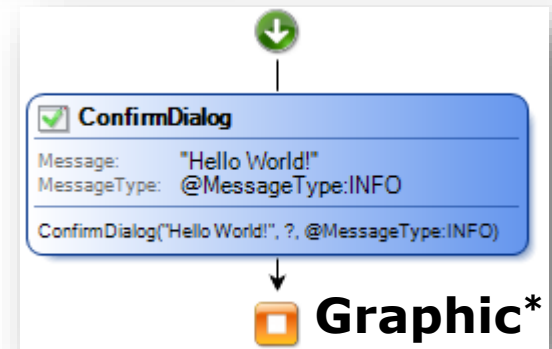 ConfirmDialog
Message: "Hello World!"
MessageType: @MessageType:INFO
ConfirmDialog("Hello World!", ?, @MessageType:INFO)
Graphic*